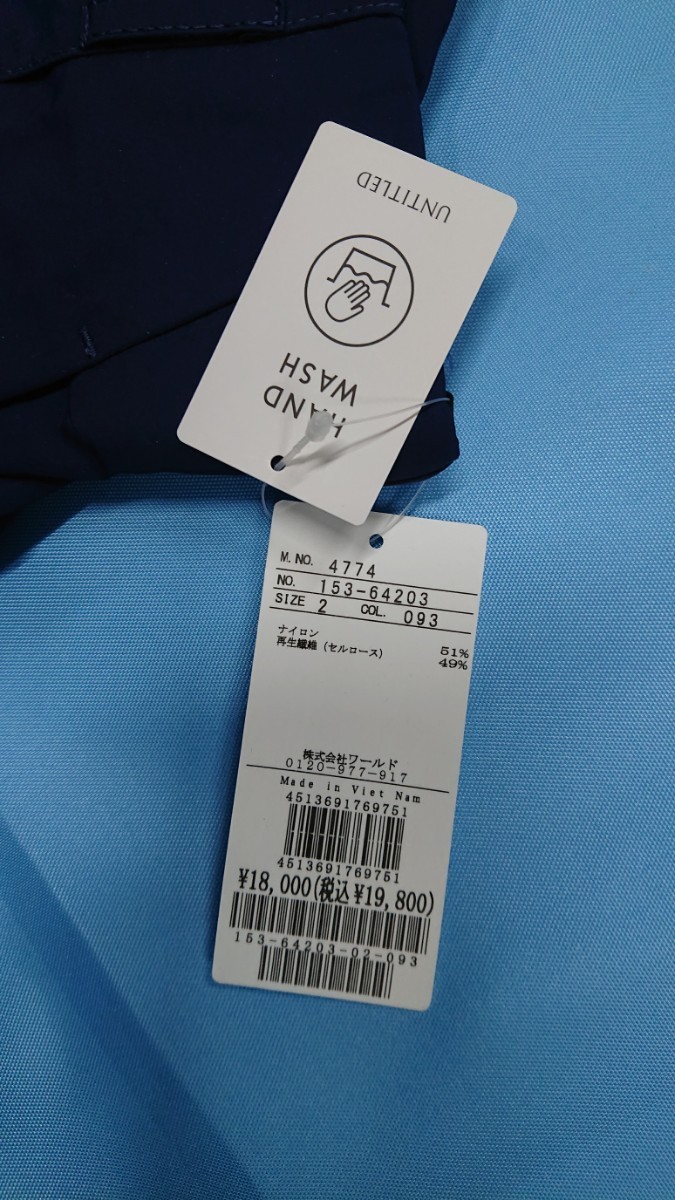 UNTITLED
HAND
WASH
M. NO. 4774
NO. 153-64203
SIZE 2 COL. 093
ナイロン 51%
再生繊維（セルロース） 49%
株式会社ワールド
0120-977-917
Made in Viet Nam
4513691769751
4513691769751
¥18,000(税込¥19,800)
153-64203-02-093